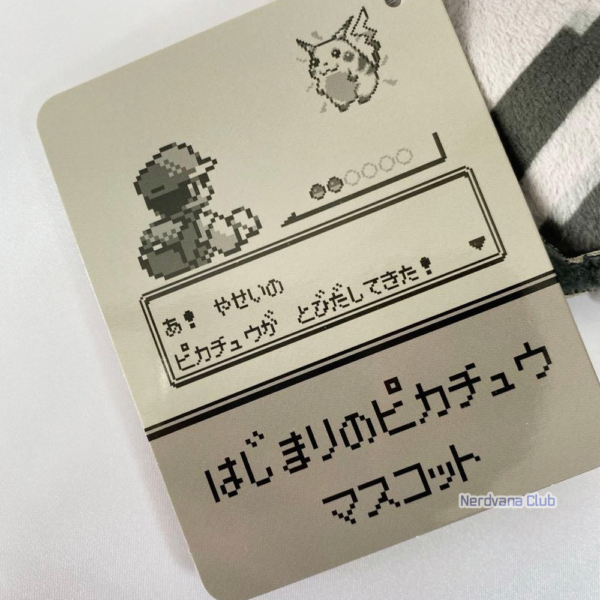 あ! やせいの
ピカチュウが とびだしてきた!
はじまりのピカチュウ
マスコット
Nerdvana Club